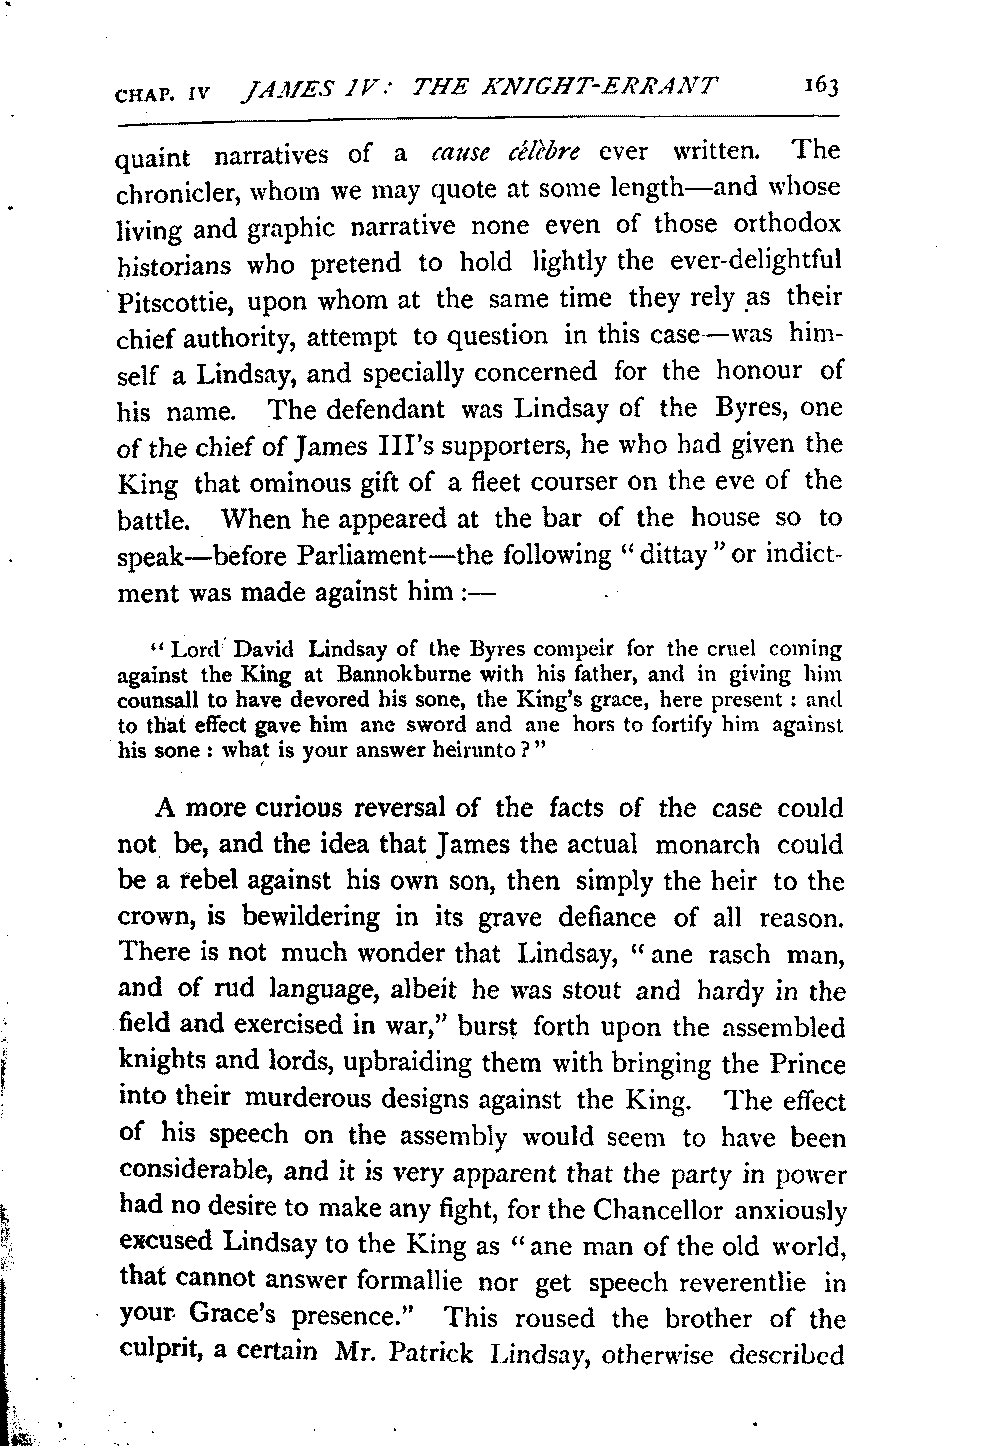 CHAP. IV JAMES IV: THE KNIGHT-ERRANT 163
quaint narratives of a cause célèbre ever written. The
chronicler, whom we may quote at some length—and whose
living and graphic narrative none even of those orthodox
historians who pretend to hold lightly the ever-delightful
Pitscottie, upon whom at the same time they rely as their
chief authority, attempt to question in this case—was him-
self a Lindsay, and specially concerned for the honour of
his name. The defendant was Lindsay of the Byres, one
of the chief of James III's supporters, he who had given the
King that ominous gift of a fleet courser on the eve of the
battle. When he appeared at the bar of the house so to
speak—before Parliament—the following "dittay" or indict-
ment was made against him :—
"Lord David Lindsay of the Byres compeir for the cruel coming
against the King at Bannokburne with his father, and in giving him
counsall to have devored his sone, the King's grace, here present : and
to that effect gave him ane sword and ane hors to fortify him against
his sone : what is your answer heirunto ?"
A more curious reversal of the facts of the case could
not be, and the idea that James the actual monarch could
be a rebel against his own son, then simply the heir to the
crown, is bewildering in its grave defiance of all reason.
There is not much wonder that Lindsay, "ane rasch man,
and of rud language, albeit he was stout and hardy in the
field and exercised in war," burst forth upon the assembled
knights and lords, upbraiding them with bringing the Prince
into their murderous designs against the King. The effect
of his speech on the assembly would seem to have been
considerable, and it is very apparent that the party in power
had no desire to make any fight, for the Chancellor anxiously
excused Lindsay to the King as "ane man of the old world,
that cannot answer formallie nor get speech reverentlie in
your Grace's presence." This roused the brother of the
culprit, a certain Mr. Patrick Lindsay, otherwise described